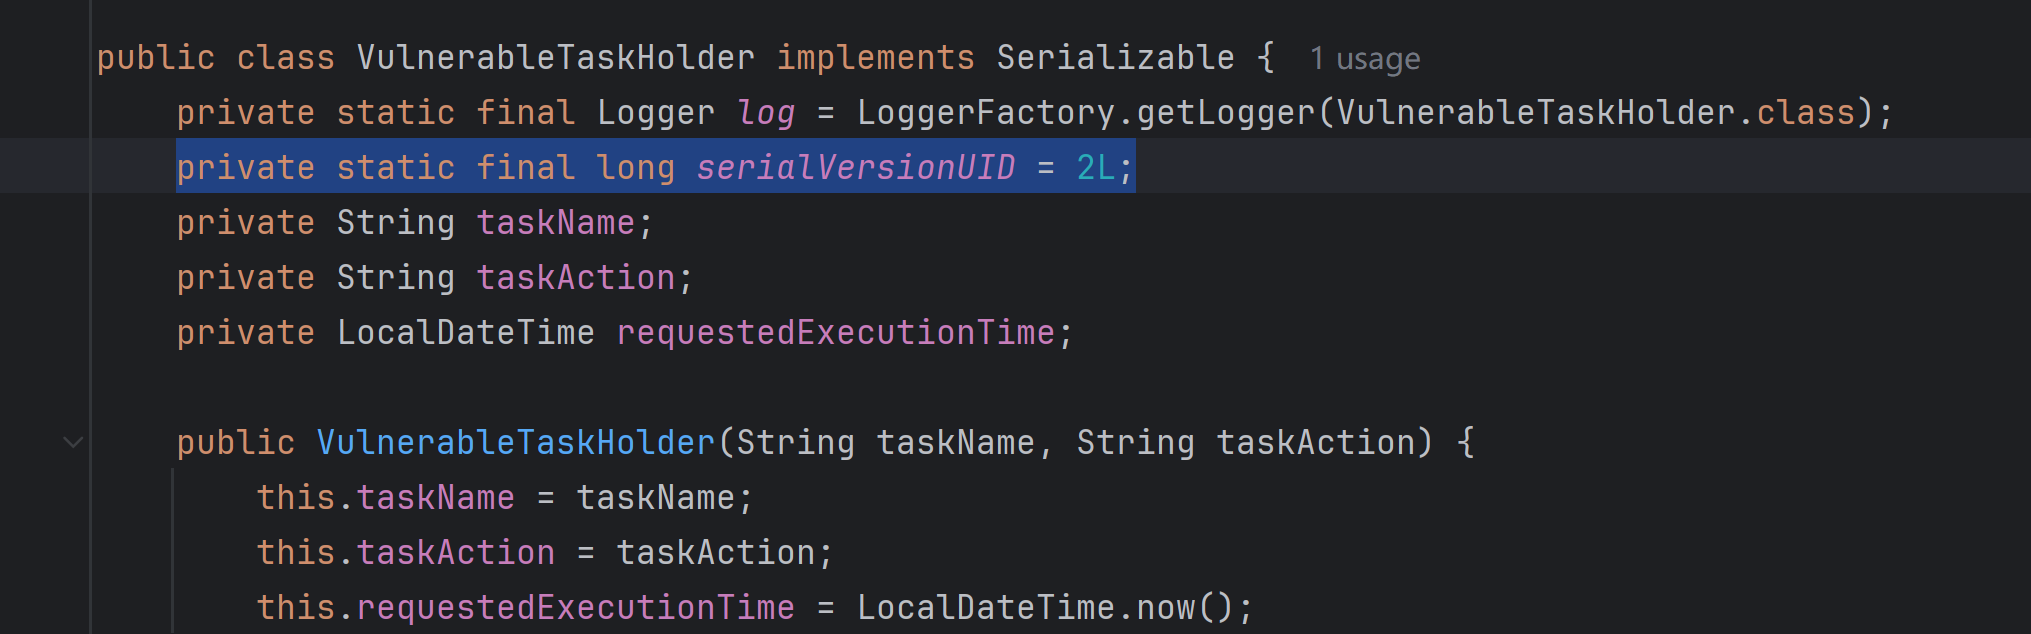 public class VulnerableTaskHolder implements Serializable { 1 usage
private static final Logger log = LoggerFactory.getLogger(VulnerableTaskHolder.class);
private static final long serialVersionUID = 2L;
private String taskName;
private String taskAction;
private LocalDateTime requestedExecutionTime;
public VulnerableTaskHolder(String taskName, String taskAction) {
this.taskName = taskName;
this.taskAction = taskAction;
this.requestedExecutionTime = LocalDateTime.now();